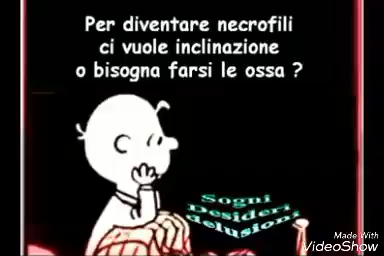 Per diventare necrofili
ci vuole inclinazione
o bisogna farsi le ossa ?
Sogni
Desideri
delusioni
Made With
VideoShow